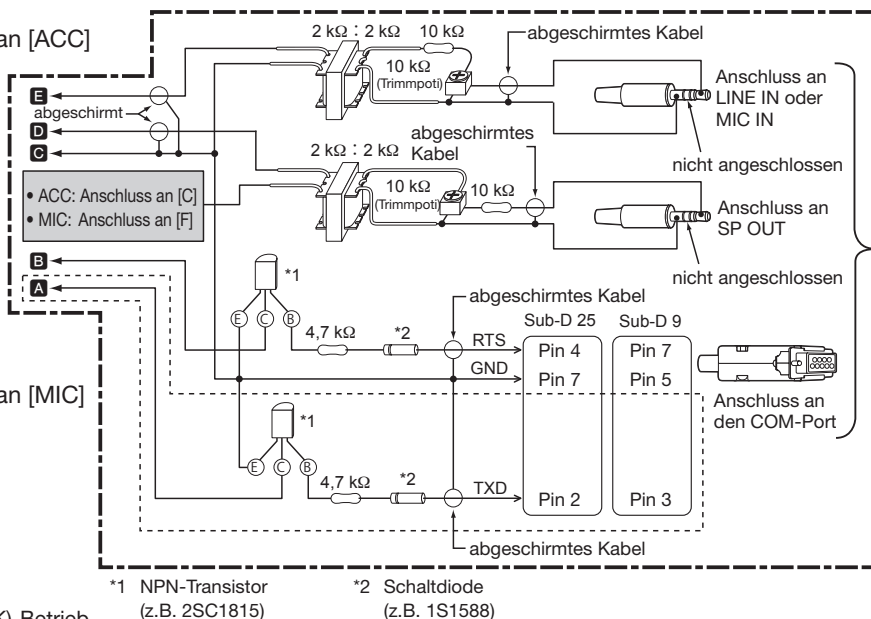 an [ACC]
2 kΩ : 2 kΩ
10 kΩ
abgeschirmtes Kabel
10 kΩ
(Trimmpoti)
Anschluss an
LINE IN oder
MIC IN
nicht angeschlossen
E
abgeschirmt
D
C
• ACC: Anschluss an [C]
• MIC: Anschluss an [F]
2 kΩ : 2 kΩ
abgeschirmtes
Kabel
10 kΩ
(Trimmpoti)
10 kΩ
Anschluss an
SP OUT
nicht angeschlossen
B
A
*1
E C B
4,7 kΩ
*2
abgeschirmtes Kabel
RTS
GND
Sub-D 25
Sub-D 9
Pin 4
Pin 7
Pin 7
Pin 5
Anschluss an
den COM-Port
an [MIC]
*1
E C B
4,7 kΩ
*2
TXD
Pin 2
Pin 3
abgeschirmtes Kabel
*1 NPN-Transistor
(z.B. 2SC1815)
*2 Schaltdiode
(z.B. 1S1588)
K)-Betrieb